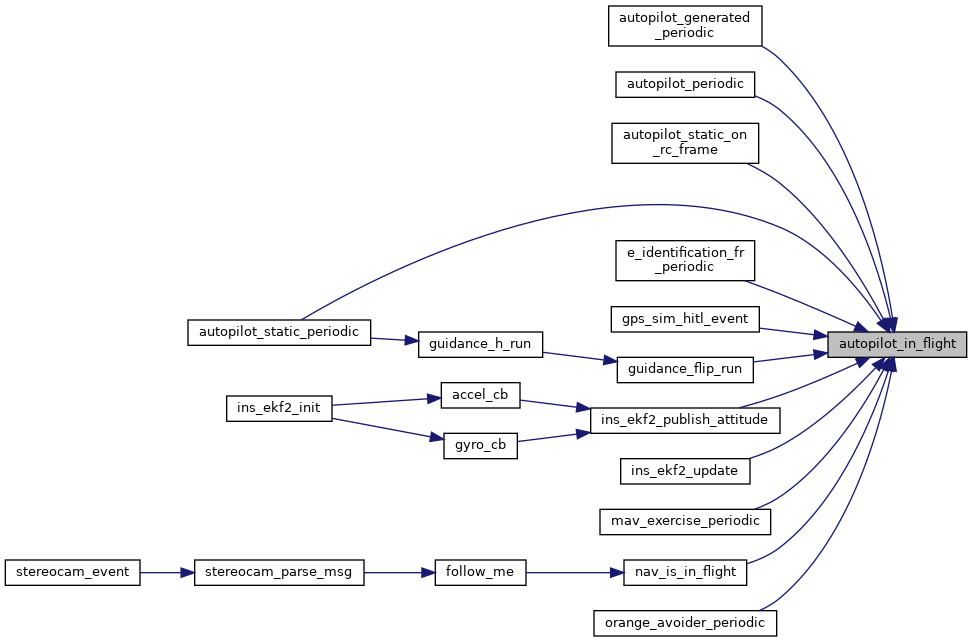 autopilot_generated
_periodic
autopilot_periodic
autopilot_static_on
_rc_frame
e_identification_fr
_periodic
gps_sim_hitl_event
autopilot_static_periodic
guidance_h_run
autopilot_in_flight
guidance_flip_run
accel_cb
ins_ekf2_init
ins_ekf2_publish_attitude
gyro_cb
ins_ekf2_update
mav_exercise_periodic
stereocam_event
stereocam_parse_msg
follow_me
nav_is_in_flight
orange_avoider_periodic